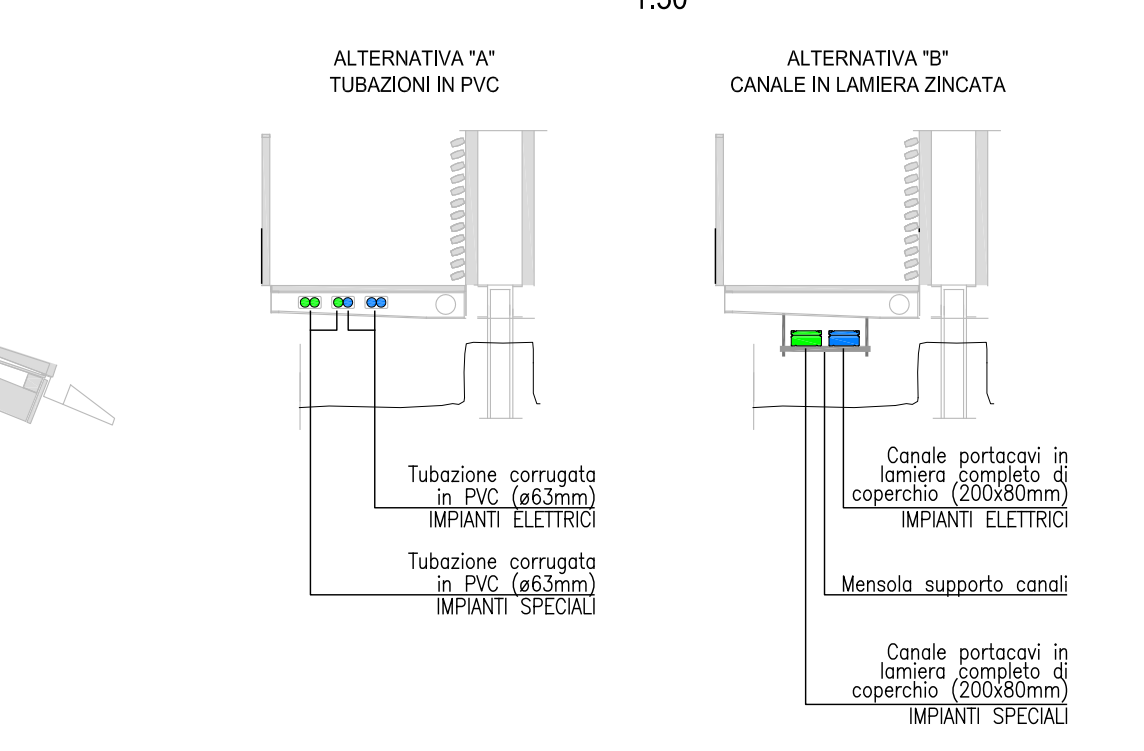 1:50
ALTERNATIVA "A"
TUBAZIONI IN PVC
Tubazione corrugata
in PVC (ø63mm)
IMPIANTI ELETTRICI
Tubazione corrugata
in PVC (ø63mm)
IMPIANTI SPECIALI
ALTERNATIVA "B"
CANALE IN LAMIERA ZINCATA
Canale portacavi in
lamiera completo di
coperchio (200x80mm)
IMPIANTI ELETTRICI
Mensola supporto canali
Canale portacavi in
lamiera completo di
coperchio (200x80mm)
IMPIANTI SPECIALI